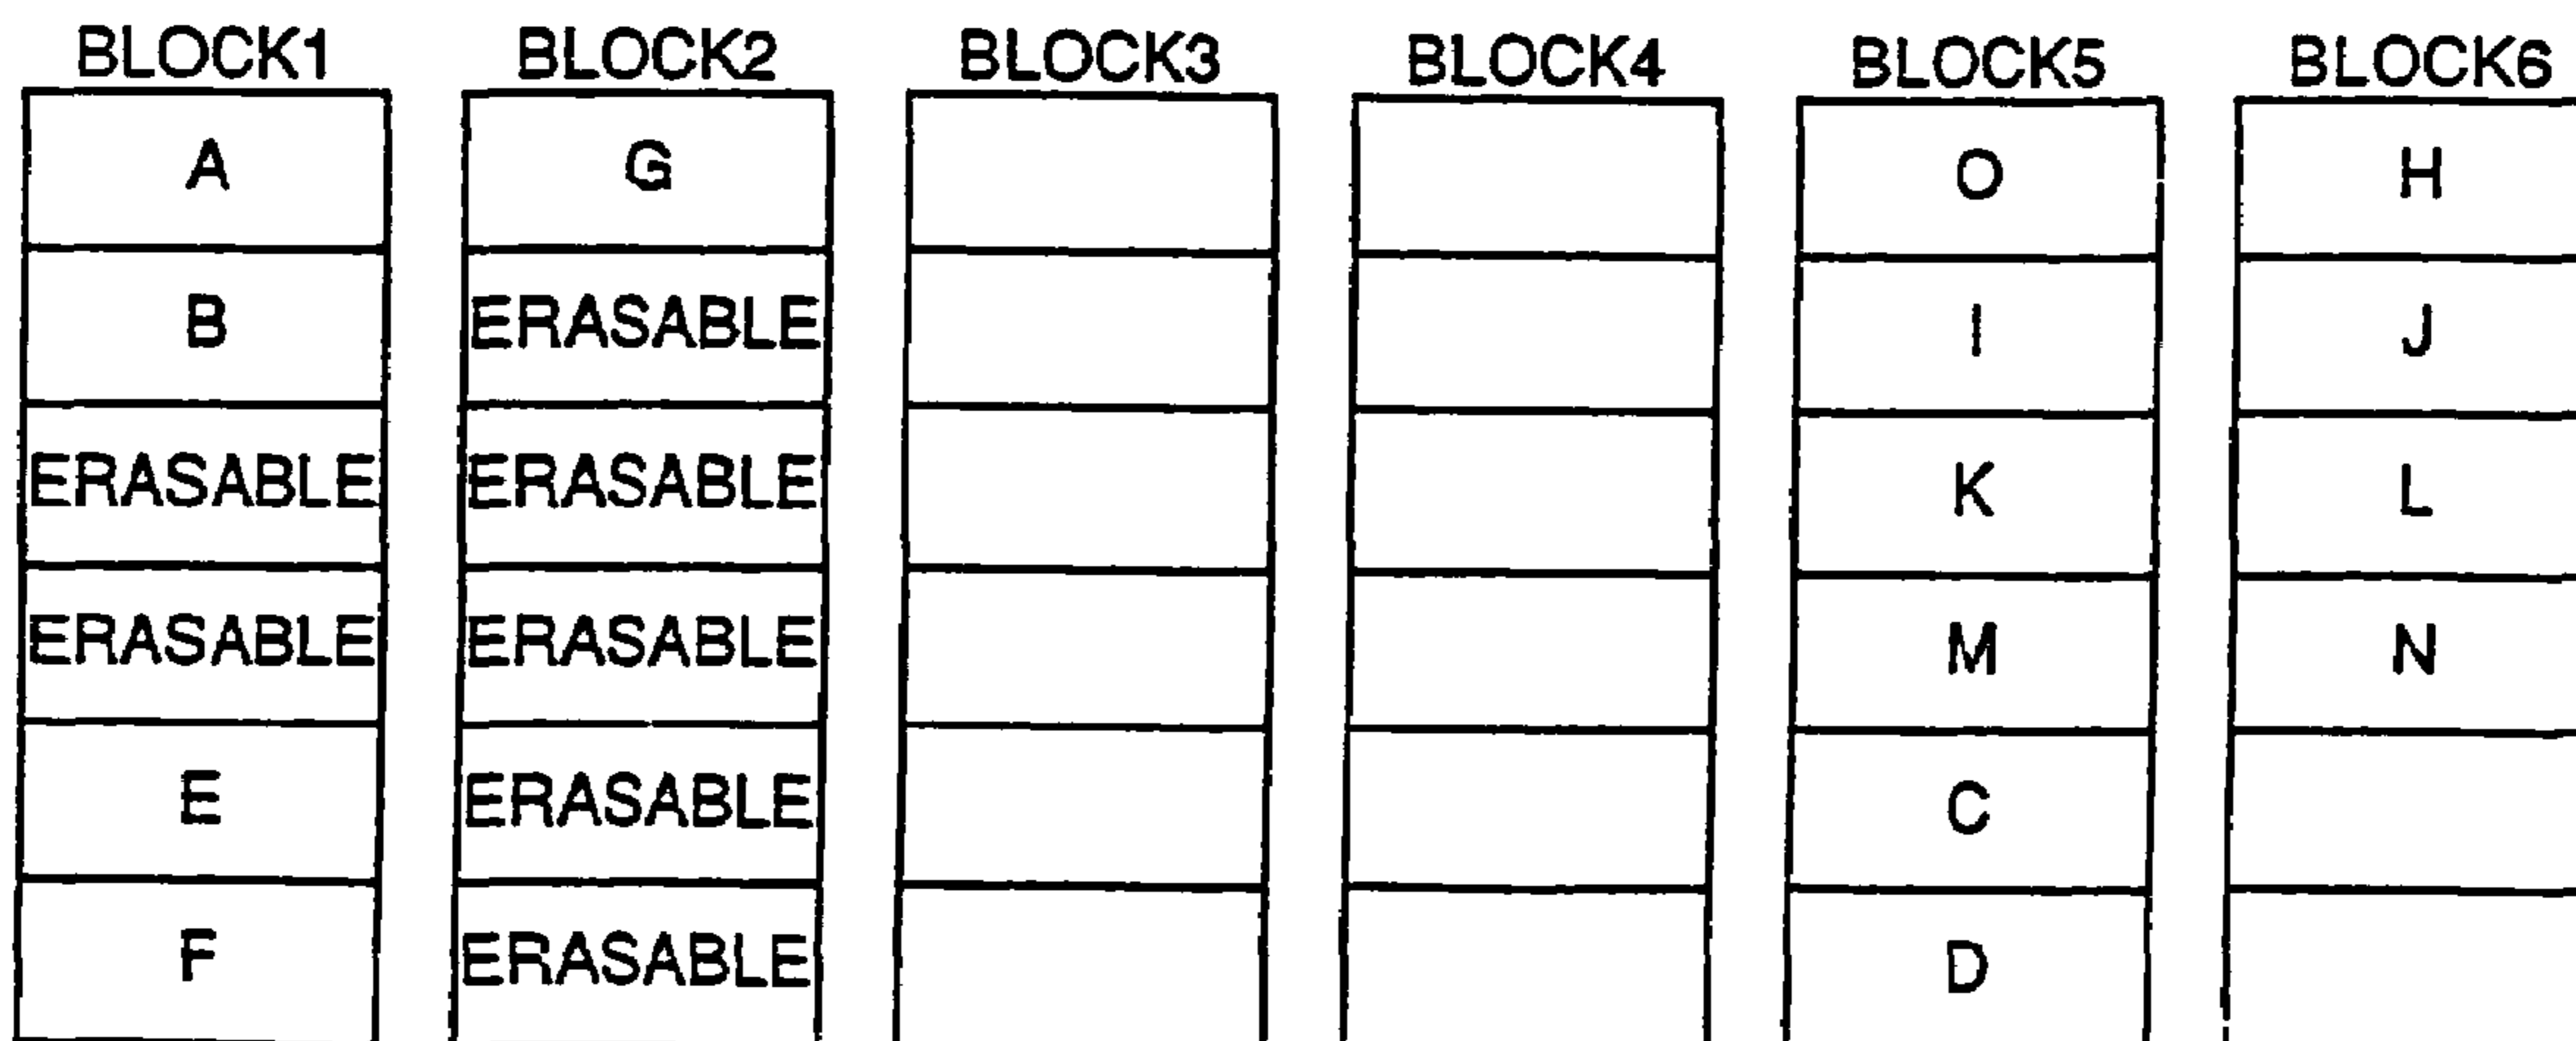 BLOCK1 BLOCK2 BLOCK3 BLOCK4 BLOCK5 BLOCK6
A G O H
B ERASABLE I J
ERASABLE ERASABLE K L
ERASABLE ERASABLE M N
E ERASABLE C
F ERASABLE D